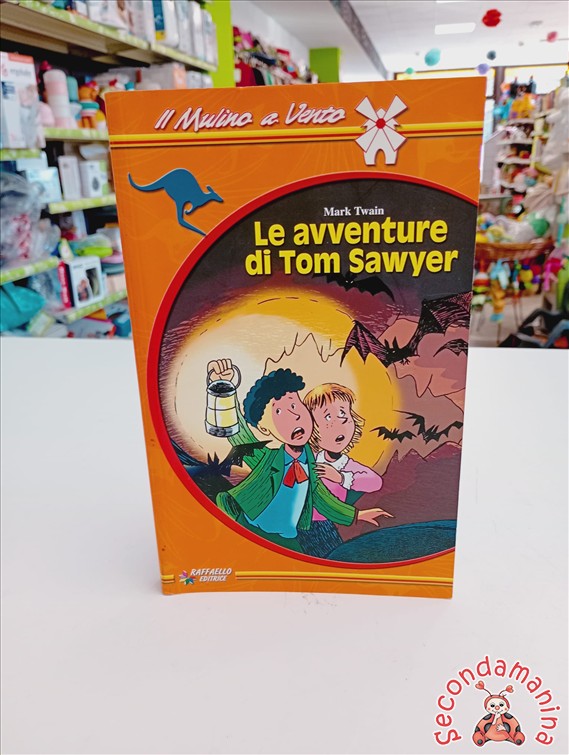 Il Mulino a Vento
Mark Twain
Le avventure
di Tom Sawyer
RAFFAELLO
EDITRICE
Secondamanina